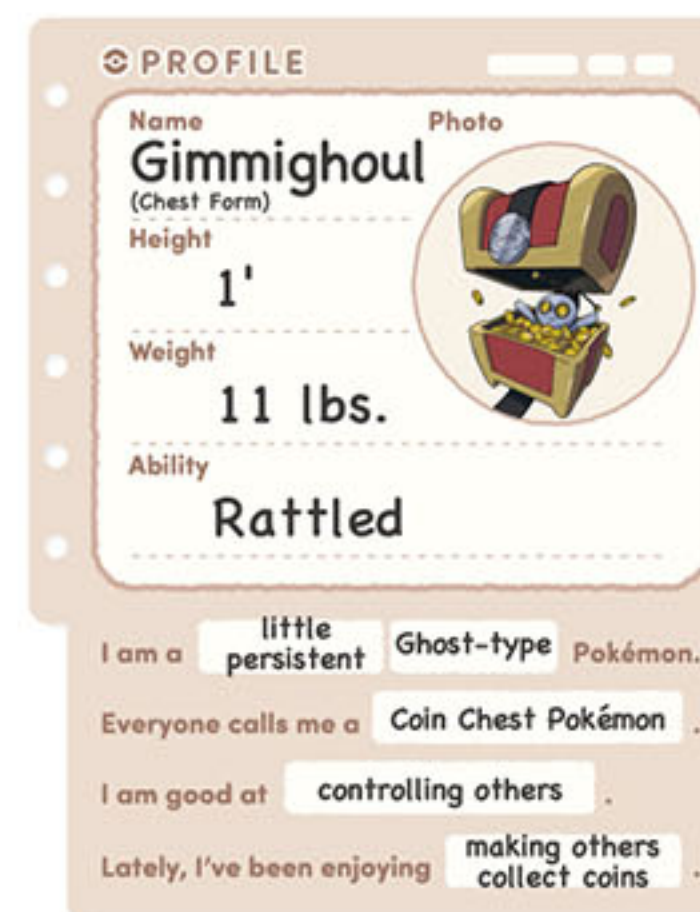 PROFILE
Name Photo
Gimmighoul
(Chest Form)
Height
1'
Weight
11 lbs.
Ability
Rattled
I am a little persistent Ghost-type Pokémon.
Everyone calls me a Coin Chest Pokémon .
I am good at controlling others .
Lately, I've been enjoying making others collect coins .